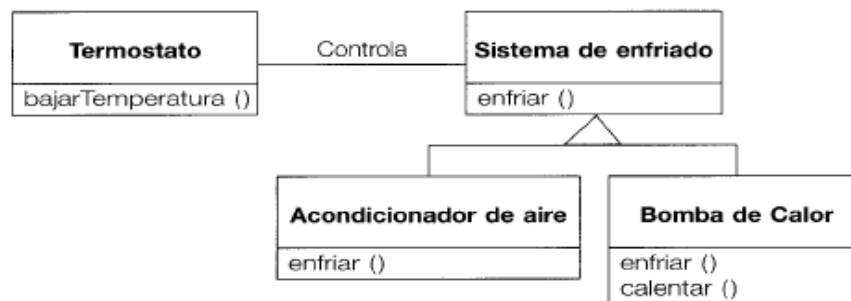 Termostato
bajarTemperatura ()
Controla
Sistema de enfriado
enfriar ()
Acondicionador de aire
enfriar ()
Bomba de Calor
enfriar ()
calentar ()